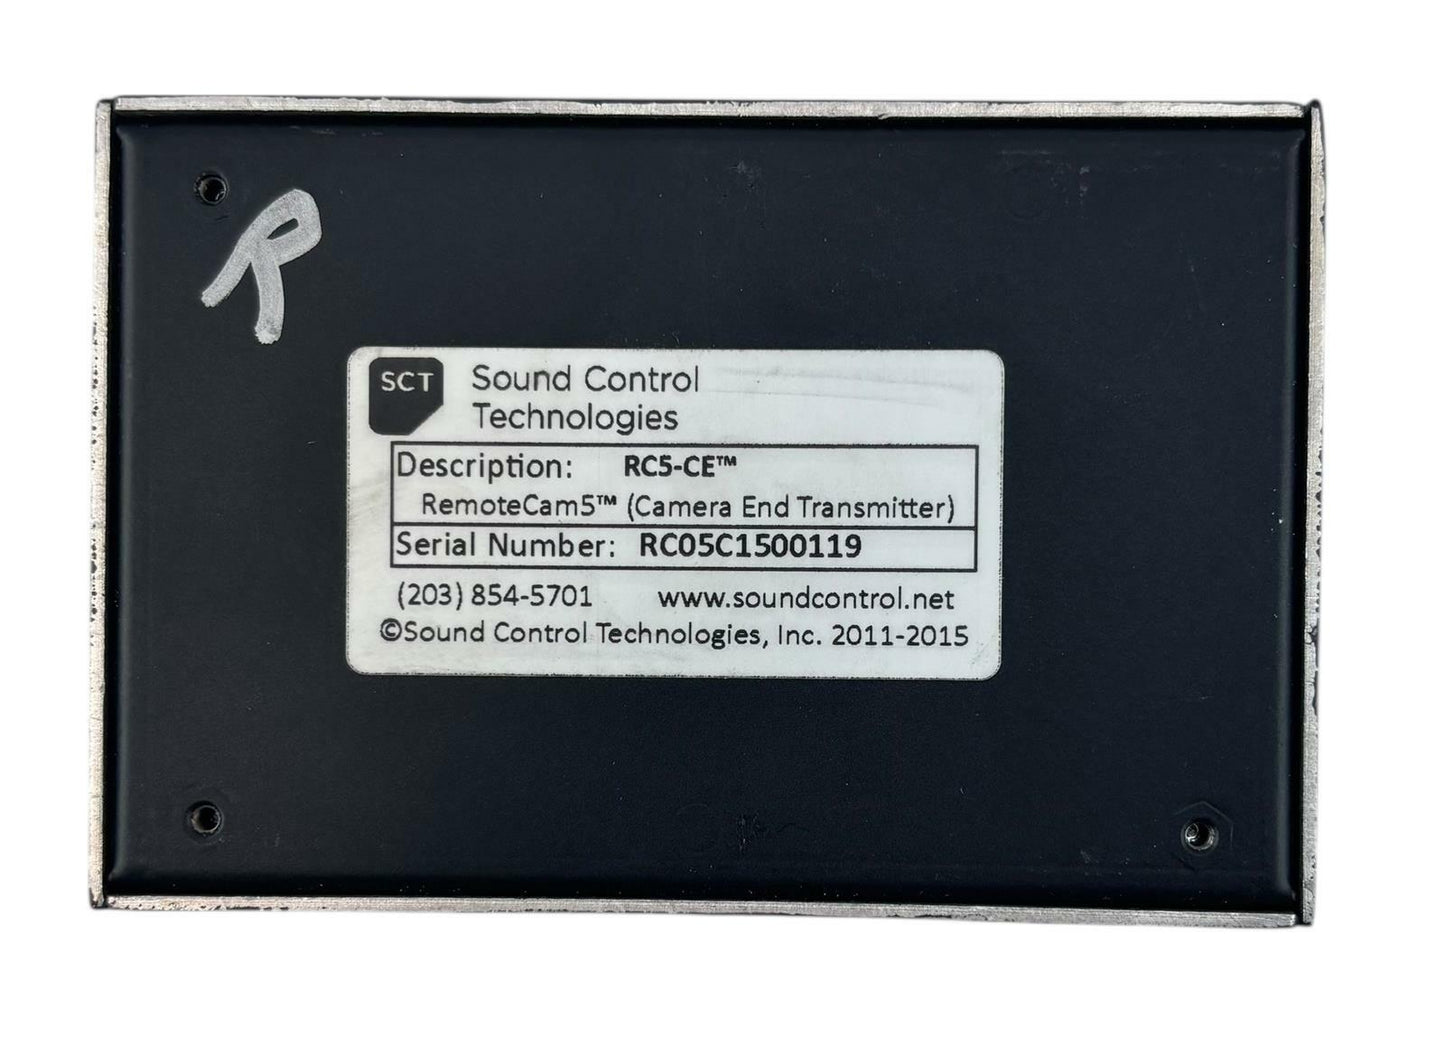 R
SCT
Sound Control
Technologies
Description: RC5-CE™
RemoteCam5™ (Camera End Transmitter)
Serial Number: RC05C1500119
(203) 854-5701 www.soundcontrol.net
©Sound Control Technologies, Inc. 2011-2015